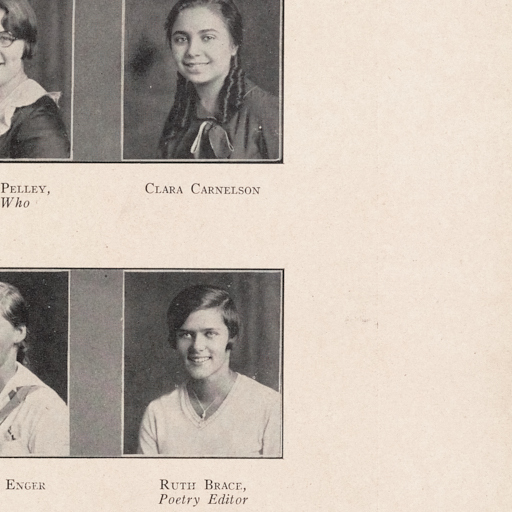 Pelley,
Who
Clara Carnelson
Enger
Ruth Brace,
Poetry Editor